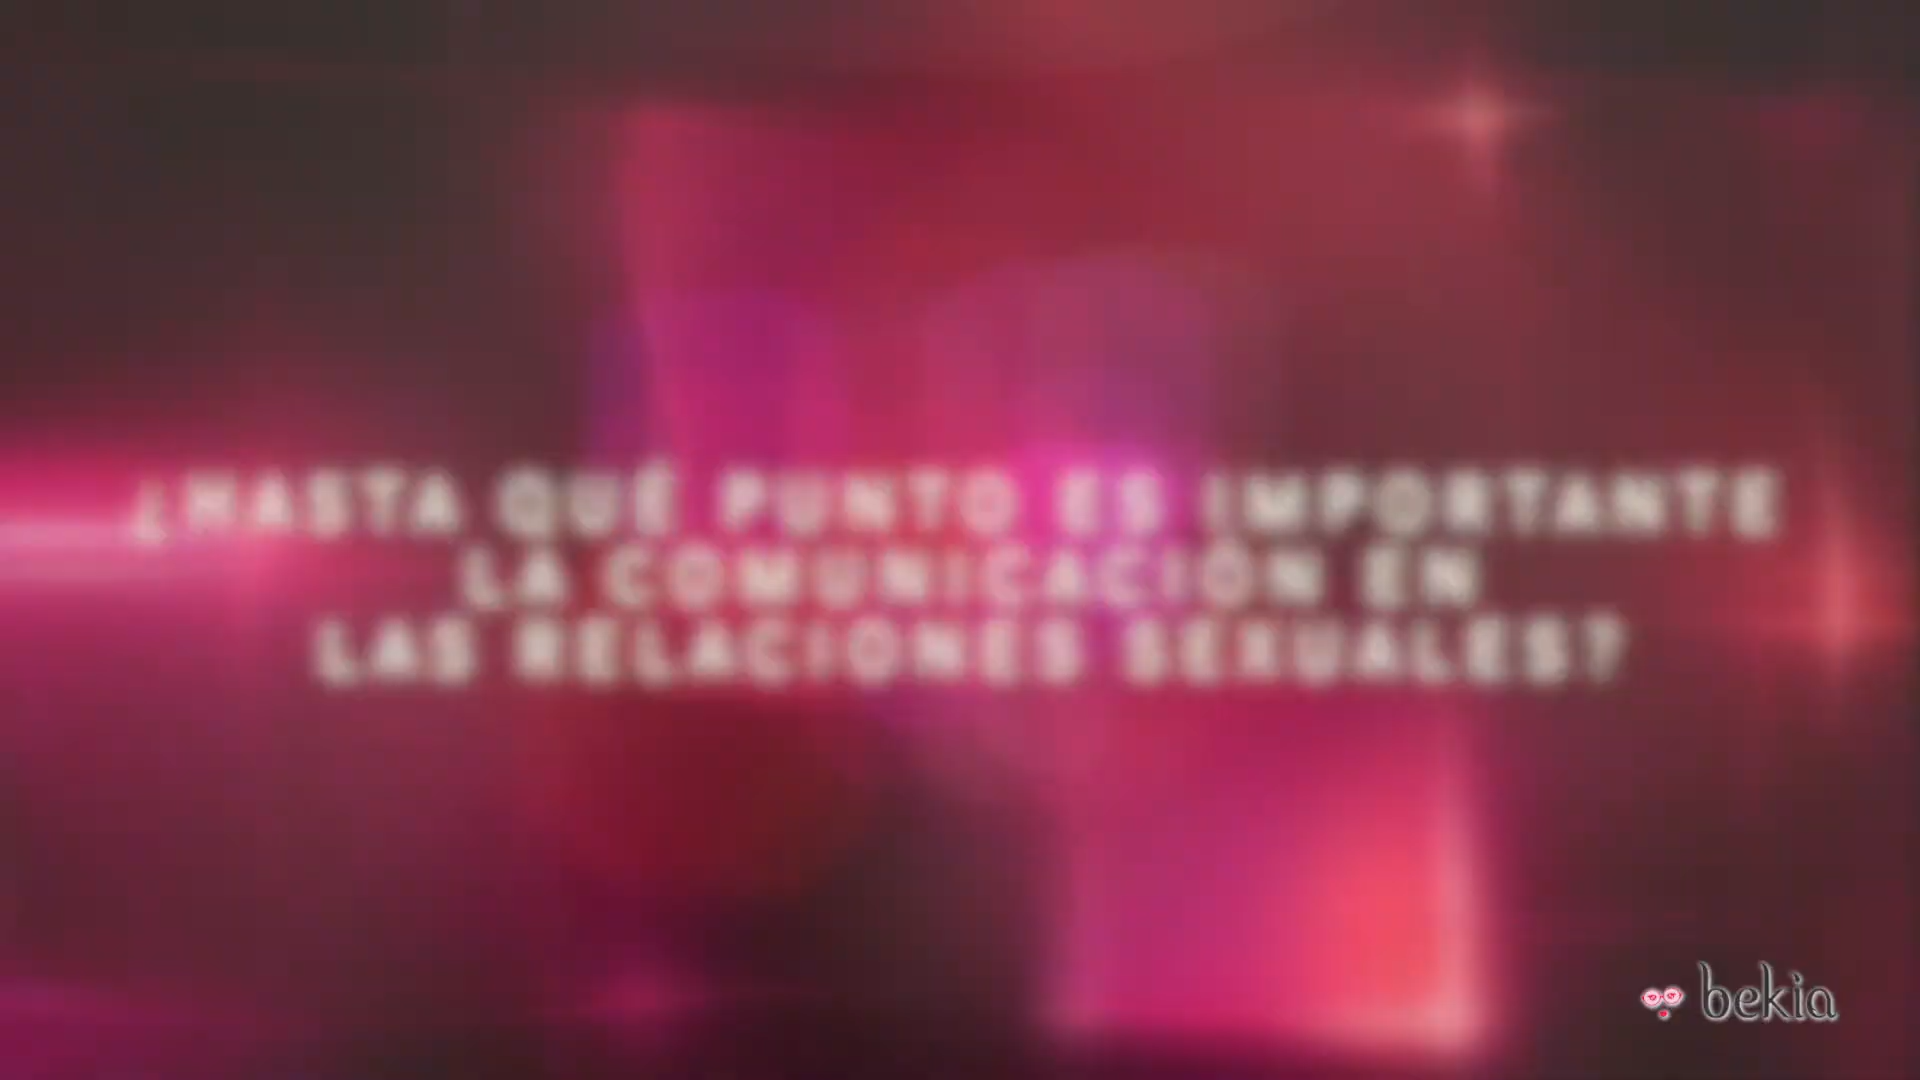 ¿HASTA QUÉ PUNTO ES IMPORTANTE
LA COMUNICACIÓN EN
LAS RELACIONES SEXUALES?
bekia